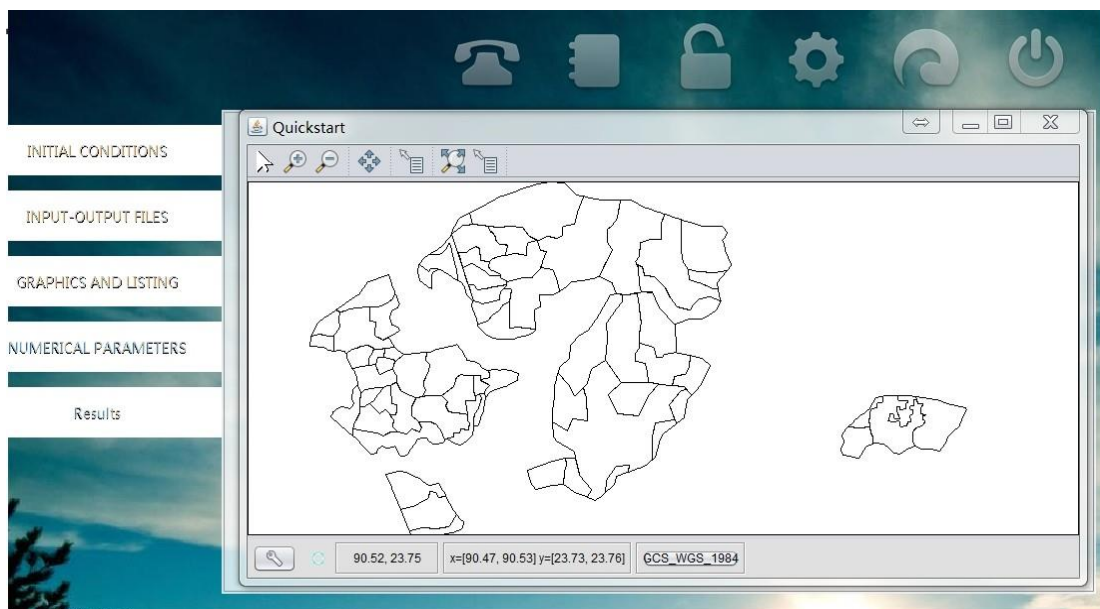 Quickstart
INITIAL CONDITIONS
INPUT-OUTPUT FILES
GRAPHICS AND LISTING
NUMERICAL PARAMETERS
Results
90.52, 23.75
x=[90.47, 90.53] y=[23.73, 23.76]
GCS_WGS_1984